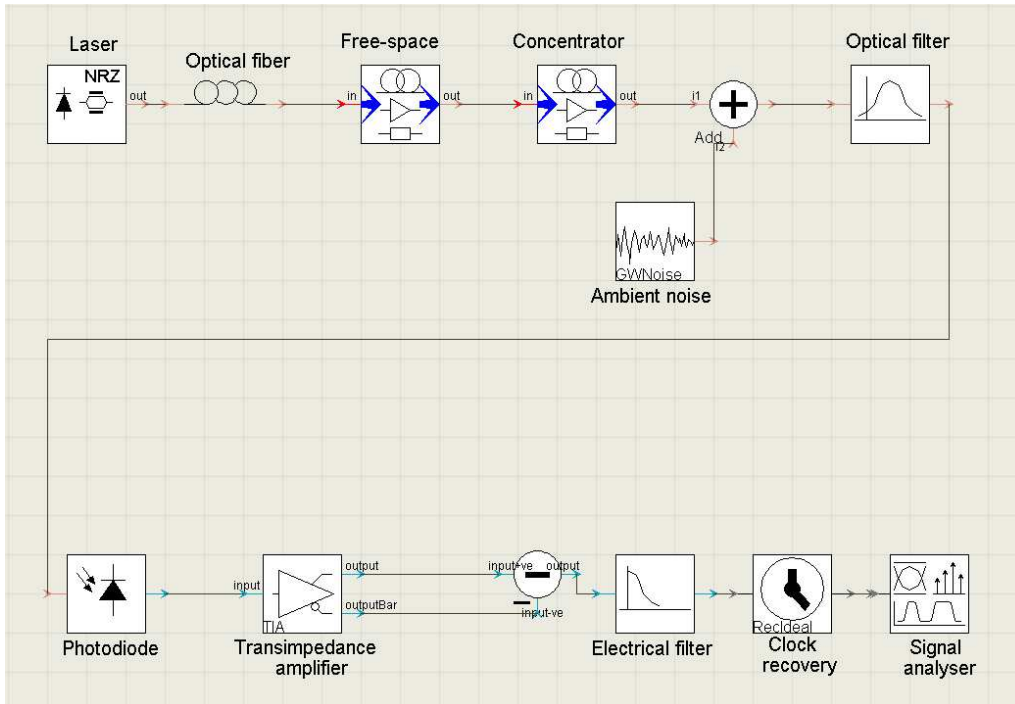 Laser
NRZ
out
Optical fiber
Free-space
in
out
Concentrator
in
out
i1
Add
i2
Optical filter
GWNoise
Ambient noise
Photodiode
input
TIA
output
outputBar
Transimpedance
amplifier
input+ve
output
input-ve
Electrical filter
RecIdeal
Clock
recovery
Signal
analyser